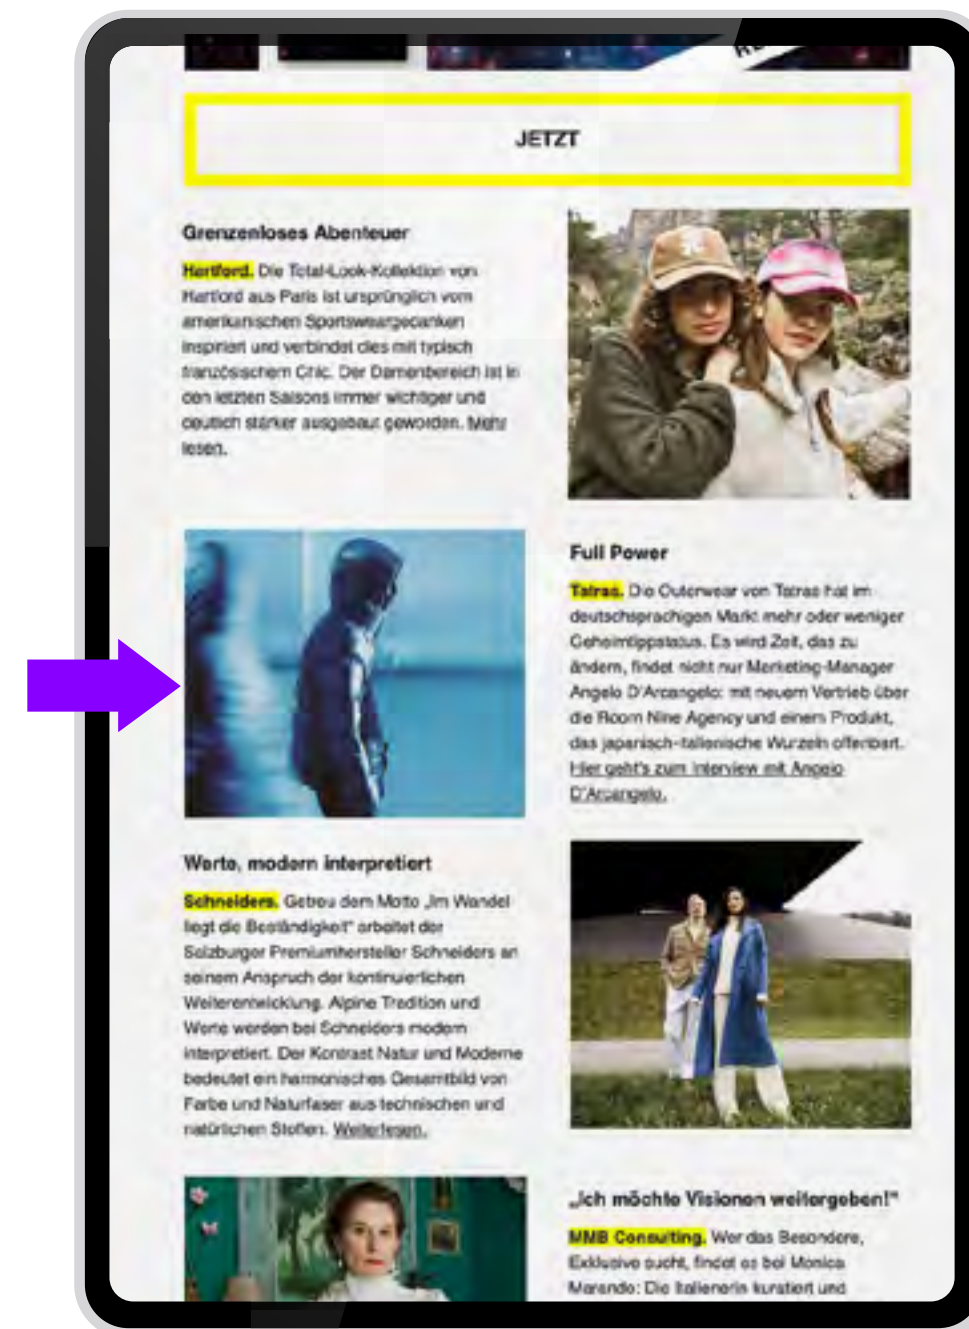 JETZT
Grenzenloses Abenteuer
Hartford. Die Total-Look-Kollektion von
Hartford aus Paris ist ursprünglich vom
amerikanischen Sportsweargedanken
inspiriert und verbindet dies mit typisch
französischem Chic. Der Damenbereich ist in
den letzten Saisons immer wichtiger und
deutlich stärker ausgebaut geworden. Mehr
lesen.
Full Power
Tatras. Die Outerwear von Tatras hat im
deutschsprachigen Markt mehr oder weniger
Geheimtippstatus. Es wird Zeit, das zu
ändern, findet nicht nur Marketing-Manager
Angelo D'Arcangelo: mit neuem Vertrieb über
die Room Nine Agency und einem Produkt,
das japanisch-italienische Wurzeln offenbart.
Hier geht's zum Interview mit Angelo
D'Arcangelo.
Werte, modern interpretiert
Schneiders. Getreu dem Motto „Im Wandel
liegt die Beständigkeit" arbeitet der
Salzburger Premiumhersteller Schneiders an
seinem Anspruch der kontinuierlichen
Weiterentwicklung. Alpine Tradition und
Werte werden bei Schneiders modern
interpretiert. Der Kontrast Natur und Moderne
bedeutet ein harmonisches Gesamtbild von
Farbe und Naturfaser aus technischen und
natürlichen Stoffen. Weiterlesen.
„Ich möchte Visionen weitergeben!"
MMB Consulting. Wer das Besondere,
Exklusive sucht, findet es bei Monica
Marando: Die Italienerin kuratiert und